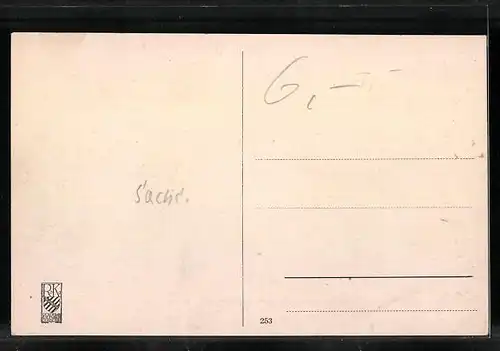 6,—
Sachs.
RK
253